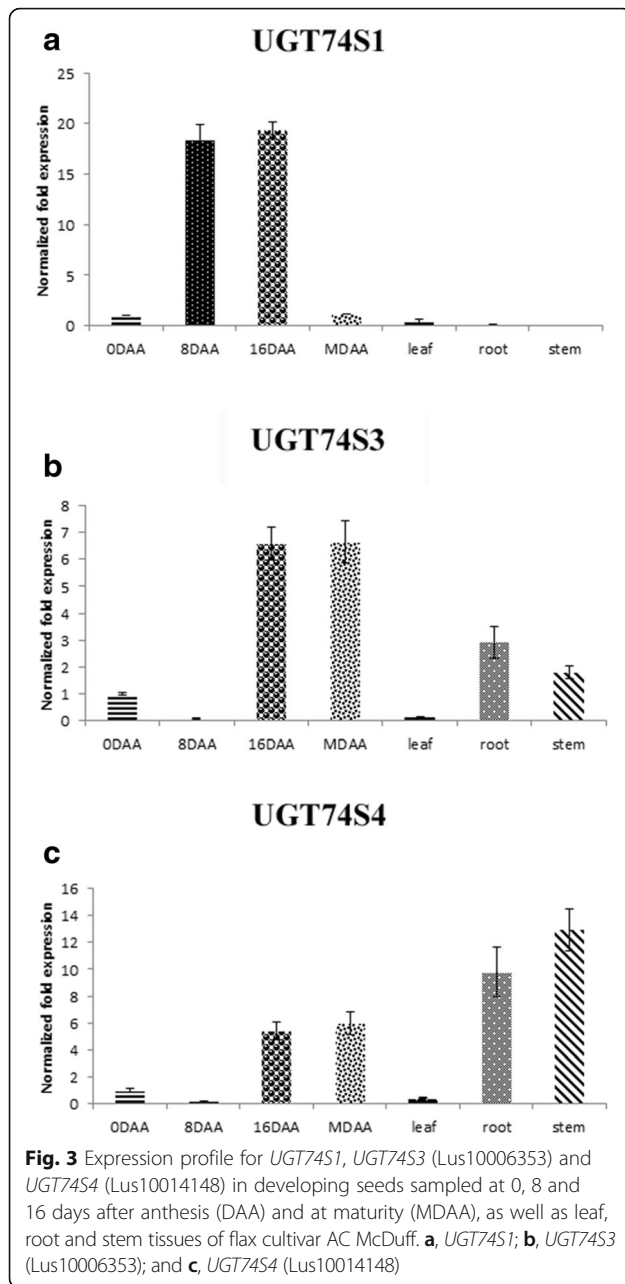 a
UGT74S1
Normalized fold expression
25
20
15
10
5
0
0DAA 8DAA 16DAA MDAA leaf root stem
b
UGT74S3
Normalized fold expression
8
7
6
5
4
3
2
1
0
0DAA 8DAA 16DAA MDAA leaf root stem
c
UGT74S4
Normalized fold expression
16
14
12
10
8
6
4
2
0
0DAA 8DAA 16DAA MDAA leaf root stem
Fig. 3 Expression profile for UGT74S1, UGT74S3 (Lus10006353) and
UGT74S4 (Lus10014148) in developing seeds sampled at 0, 8 and
16 days after anthesis (DAA) and at maturity (MDAA), as well as leaf,
root and stem tissues of flax cultivar AC McDuff. a, UGT74S1; b, UGT74S3
(Lus10006353); and c, UGT74S4 (Lus10014148)